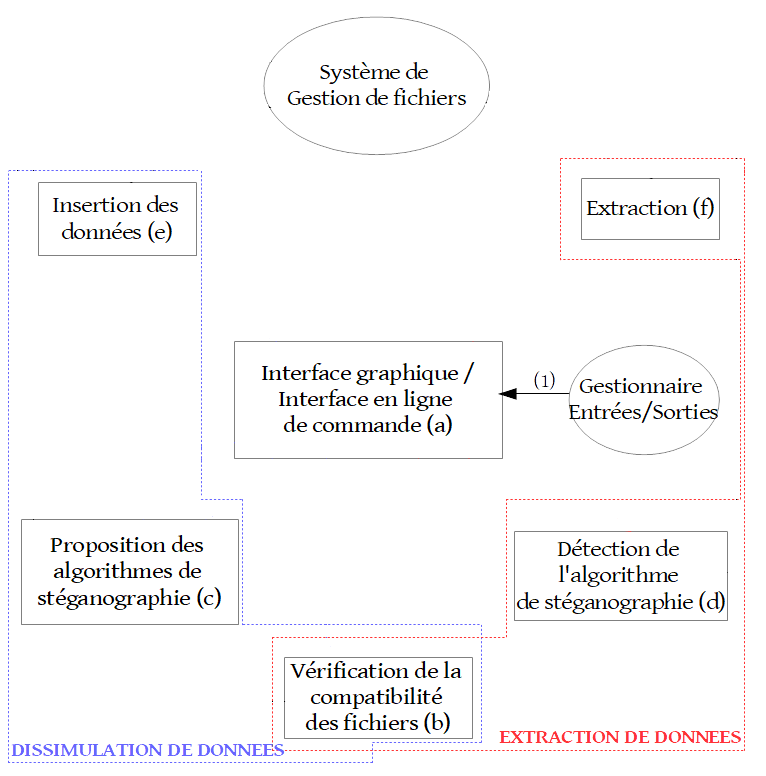 Système de
Gestion de fichiers
Insertion des
données (e)
Extraction (f)
Interface graphique /
Interface en ligne
de commande (a)
(1)
Gestionnaire
Entrées/Sorties
Proposition des
algorithmes de
stéganographie (c)
Détection de
l'algorithme
de stéganographie (d)
Vérification de la
compatibilité
des fichiers (b)
DISSIMULATION DE DONNEES
EXTRACTION DE DONNEES